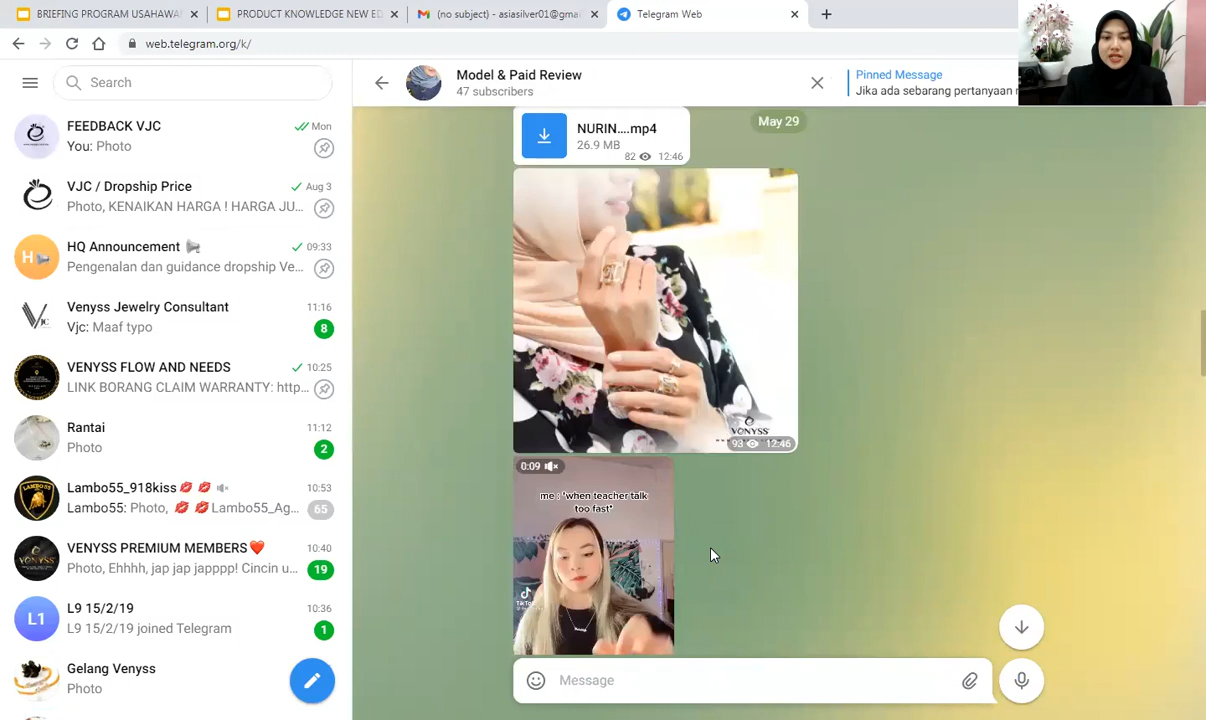 BRIEFING PROGRAM USAHAWA
PRODUCT KNOWLEDGE NEW ED
(no subject) - asiasilver01@gma
Telegram Web
web.telegram.org/k/
Search
Model & Paid Review
47 subscribers
Pinned Message
Jika ada sebarang pertanyaan
FEEDBACK VJC
Mon
You: Photo
VJC / Dropship Price
Aug 3
Photo, KENAIKAN HARGA ! HARGA JU...
HQ Announcement
09:33
Pengenalan dan guidance dropship Ve...
Venyss Jewelry Consultant
11:16
Vjc: Maaf typo
8
VENYSS FLOW AND NEEDS
10:25
LINK BORANG CLAIM WARRANTY: http...
Rantai
11:12
Photo
2
Lambo55_918kiss💋 💋
10:53
Lambo55: Photo, 💋 💋Lambo55_Ag...
65
VENYSS PREMIUM MEMBERS❤️
10:40
Photo, Ehhhh, jap jap japppp! Cincin u...
19
L9 15/2/19
10:36
L9 15/2/19 joined Telegram
1
L1
Gelang Venyss
Photo
May 29
NURIN....mp4
26.9 MB
82 12:46
VONYSS
93 12:46
0:09
me : "when teacher talk
too fast"
TikTok
Message